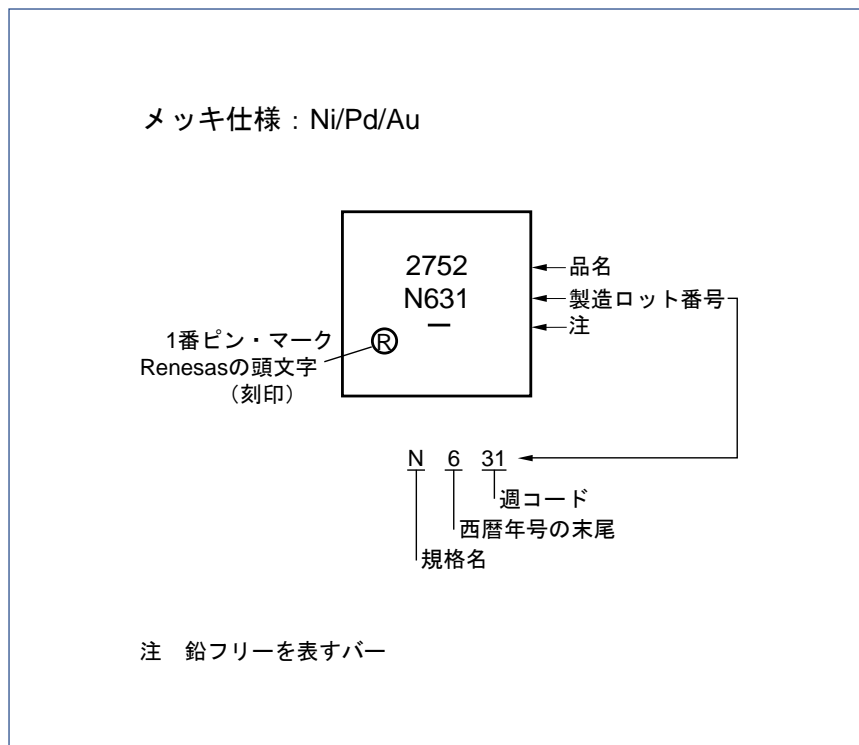 メッキ仕様：Ni/Pd/Au
2752
N631
—
品名
製造ロット番号
注
1番ピン・マーク
Renesasの頭文字
（刻印）
R
N 6 31
週コード
西暦年号の末尾
規格名
注　鉛フリーを表すバー